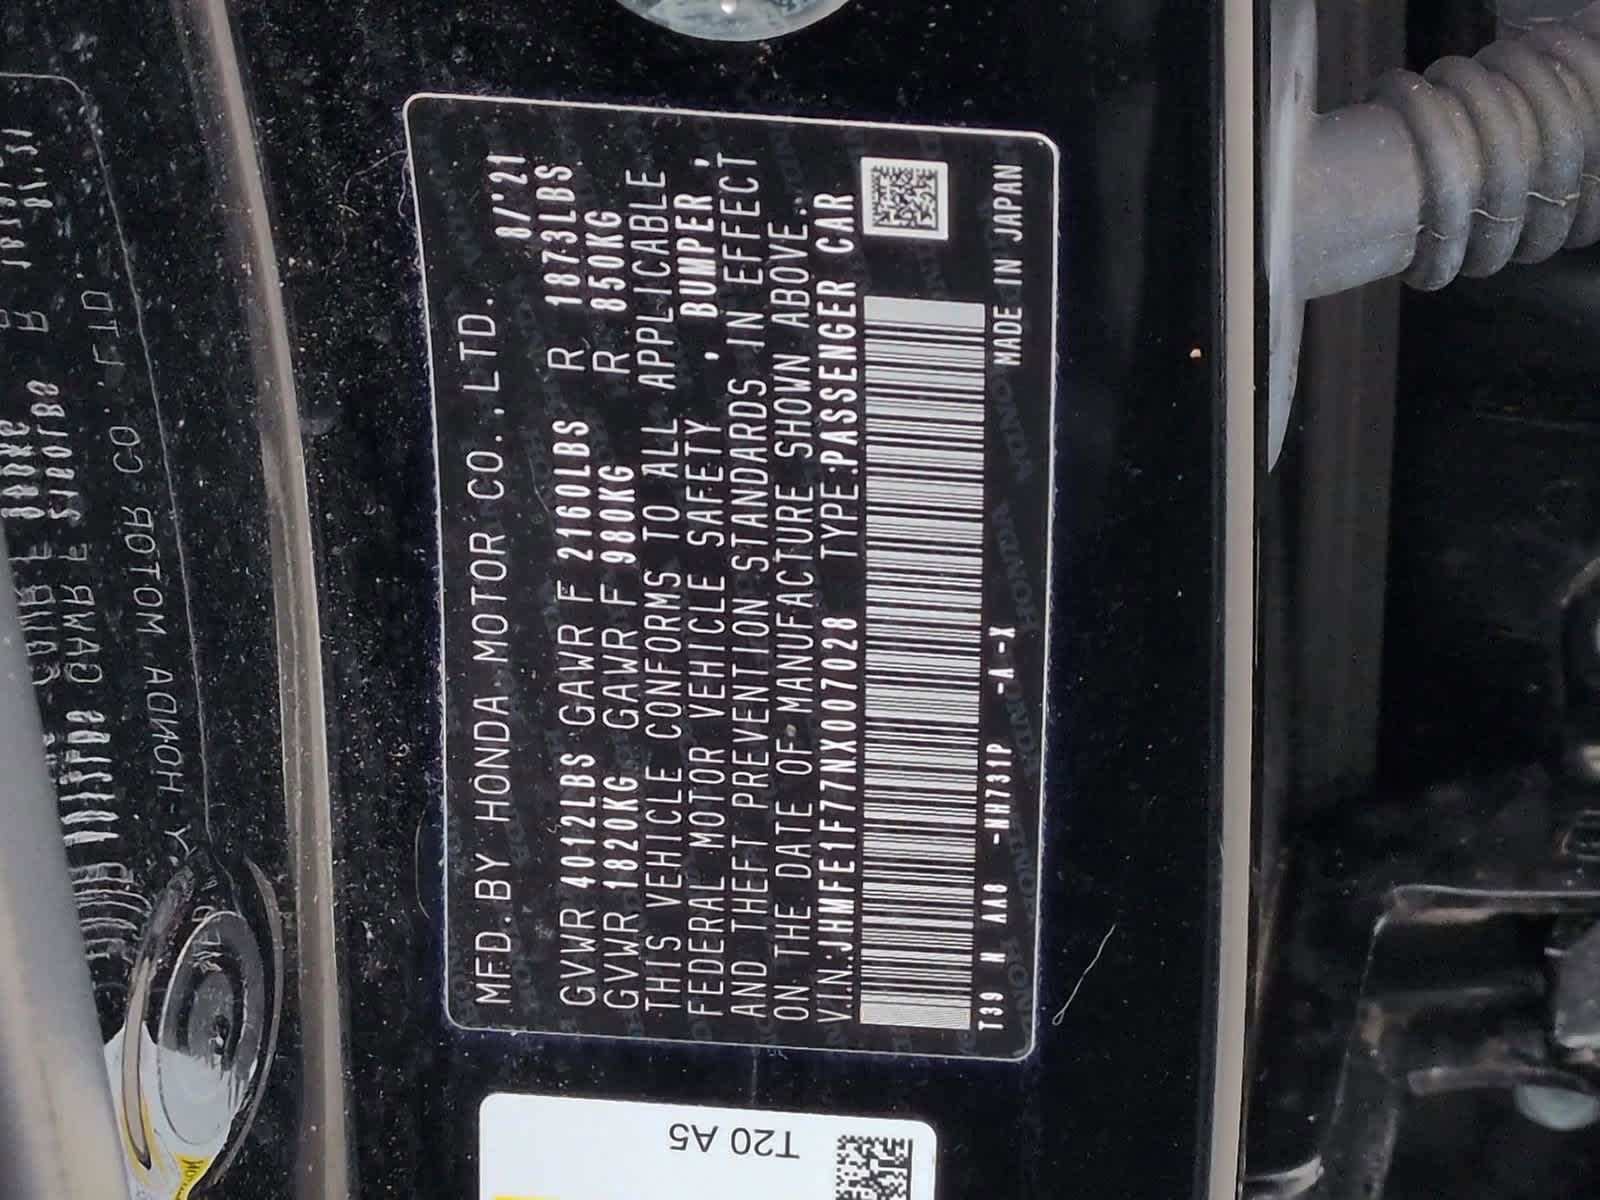 MFD. BY HONDA MOTOR CO., LTD. 8/'21
GVWR 4012LBS GAWR F 2160LBS R 1873LBS
GVWR 1820KG GAWR F 980KG R 850KG
THIS VEHICLE CONFORMS TO ALL APPLICABLE
FEDERAL MOTOR VEHICLE SAFETY , BUMPER ,
AND THEFT PREVENTION STANDARDS IN EFFECT
ON THE DATE OF MANUFACTURE SHOWN ABOVE.
V.I.N.:JHMFE1F77NX007028 TYPE:PASSENGER CAR
T39 N AA8 -NH731P -A-X MADE IN JAPAN
T20 A5